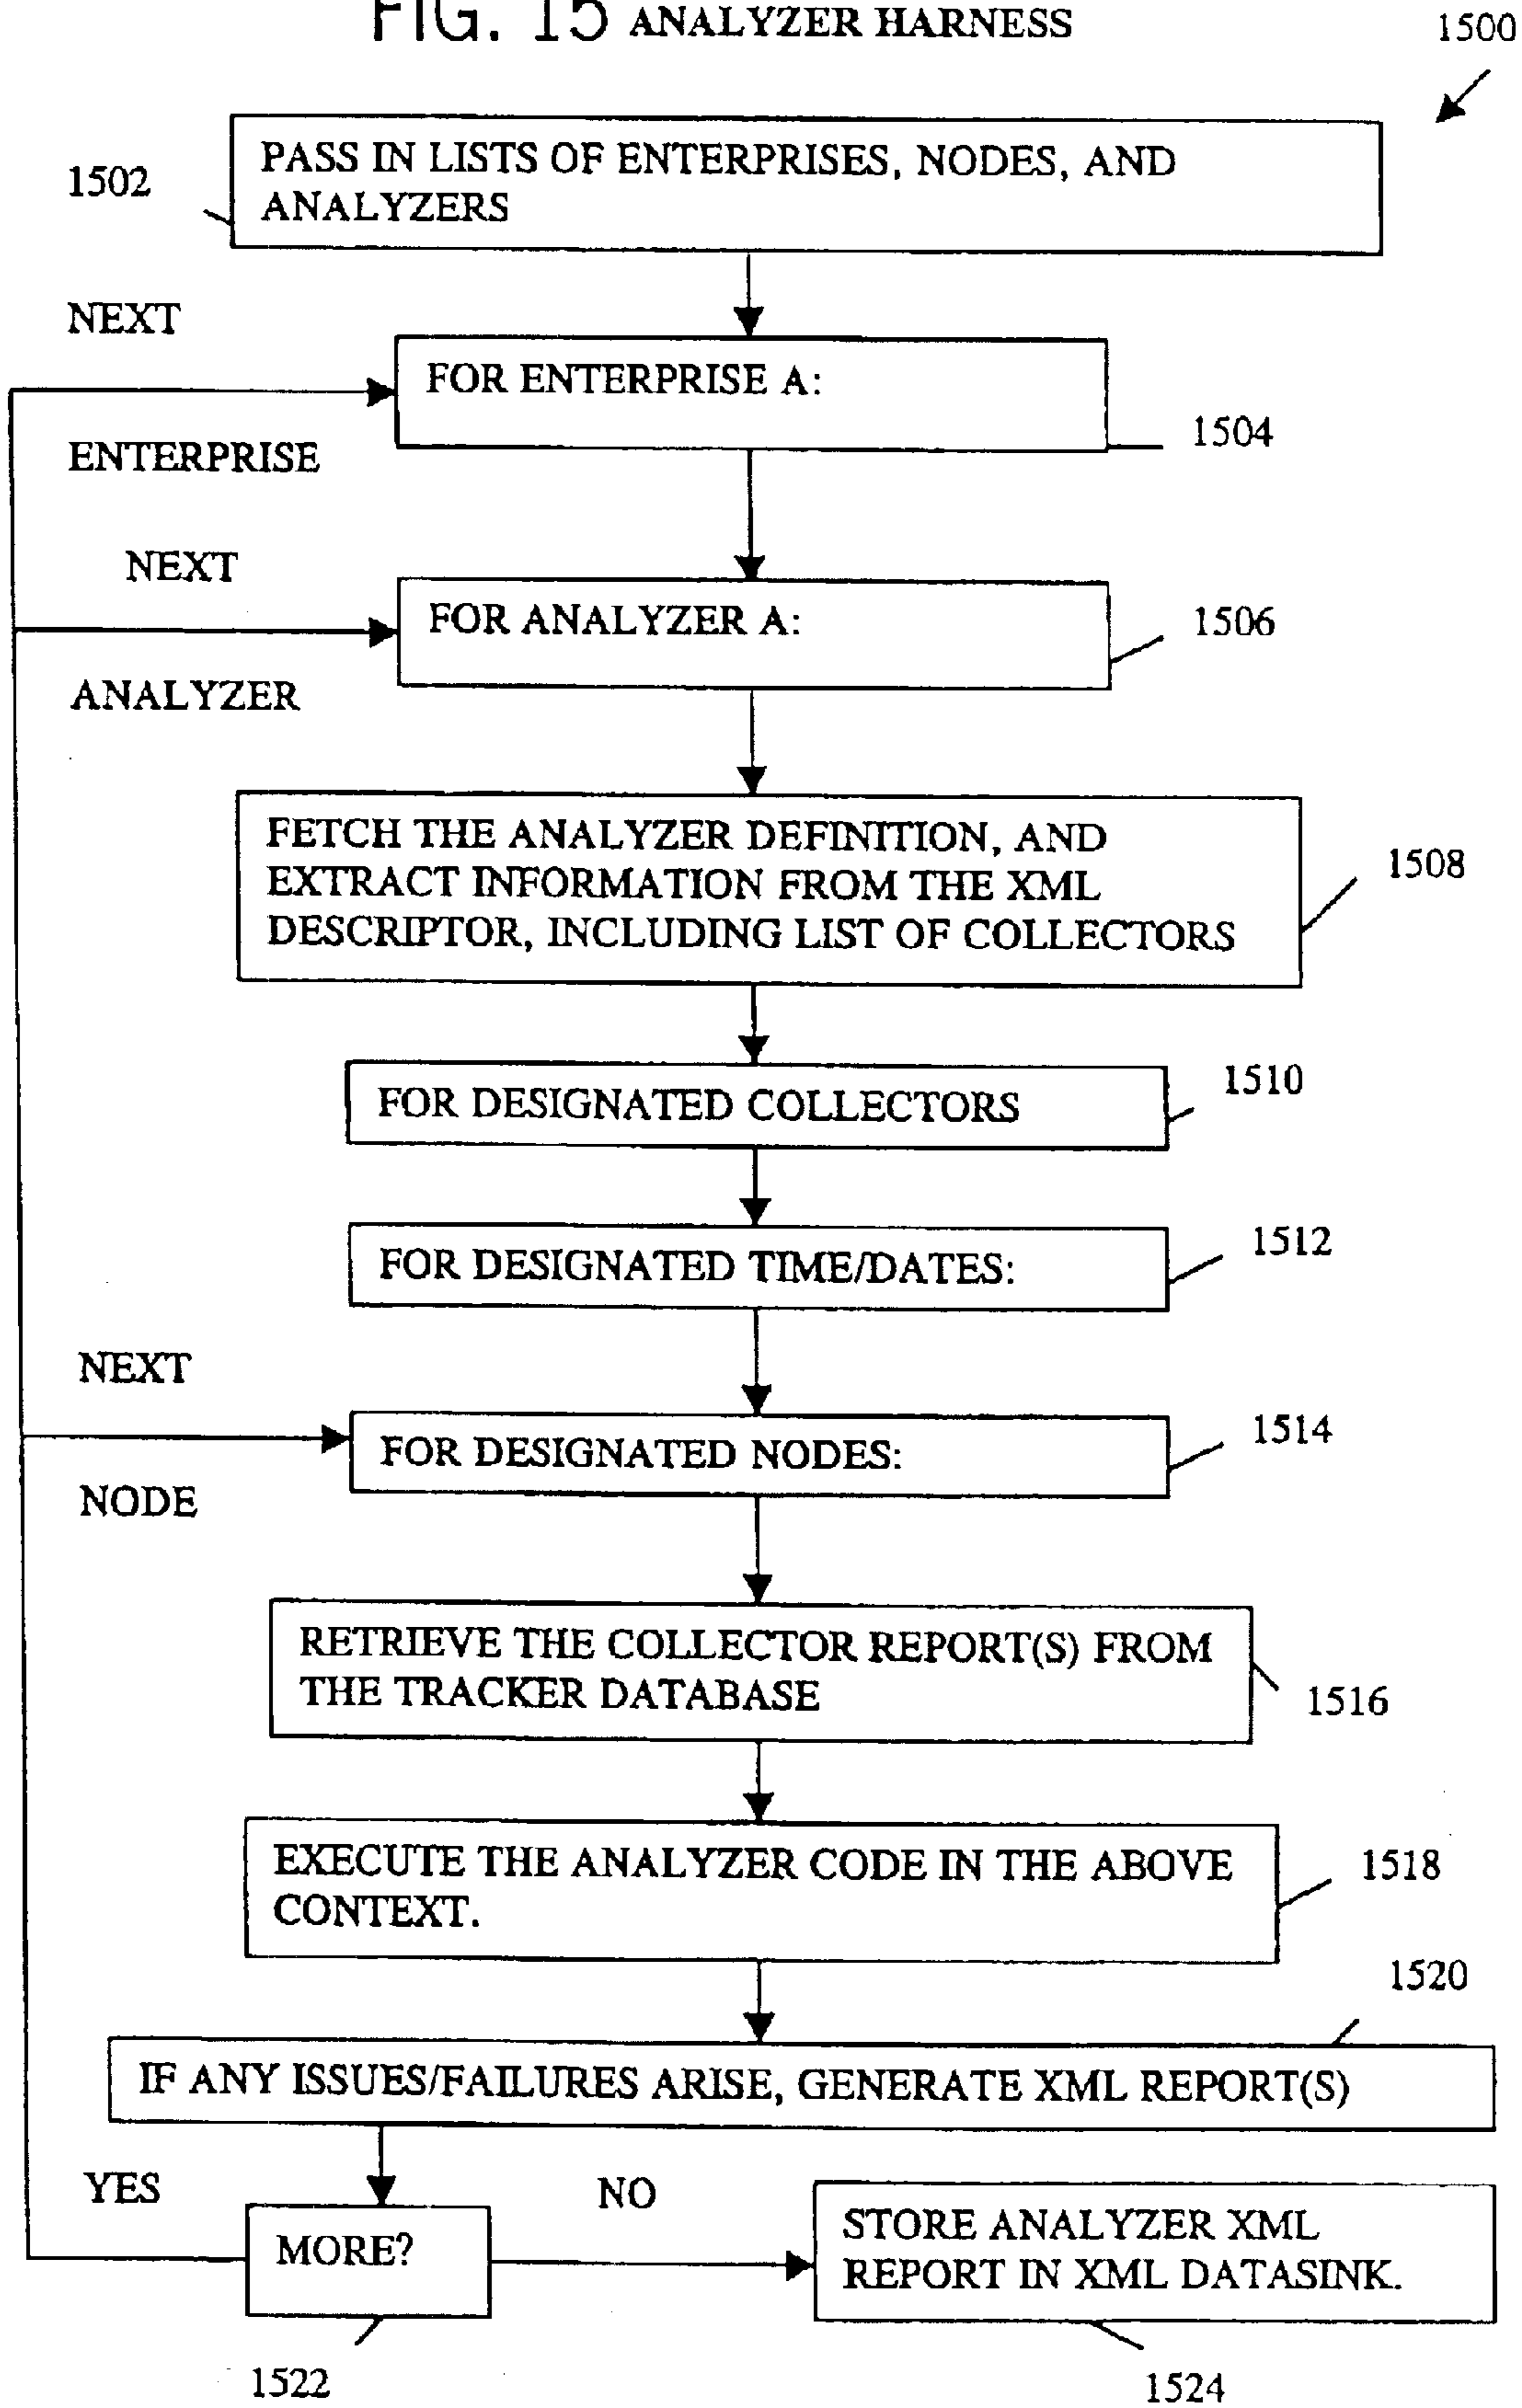 FIG. 15 ANALYZER HARNESS
1500
1502
PASS IN LISTS OF ENTERPRISES, NODES, AND
ANALYZERS
NEXT
FOR ENTERPRISE A:
1504
ENTERPRISE
NEXT
FOR ANALYZER A:
1506
ANALYZER
FETCH THE ANALYZER DEFINITION, AND
EXTRACT INFORMATION FROM THE XML
DESCRIPTOR, INCLUDING LIST OF COLLECTORS
1508
FOR DESIGNATED COLLECTORS
1510
FOR DESIGNATED TIME/DATES:
1512
NEXT
FOR DESIGNATED NODES:
1514
NODE
RETRIEVE THE COLLECTOR REPORT(S) FROM
THE TRACKER DATABASE
1516
EXECUTE THE ANALYZER CODE IN THE ABOVE
CONTEXT.
1518
1520
IF ANY ISSUES/FAILURES ARISE, GENERATE XML REPORT(S)
YES
NO
MORE?
STORE ANALYZER XML
REPORT IN XML DATASINK.
1522
1524